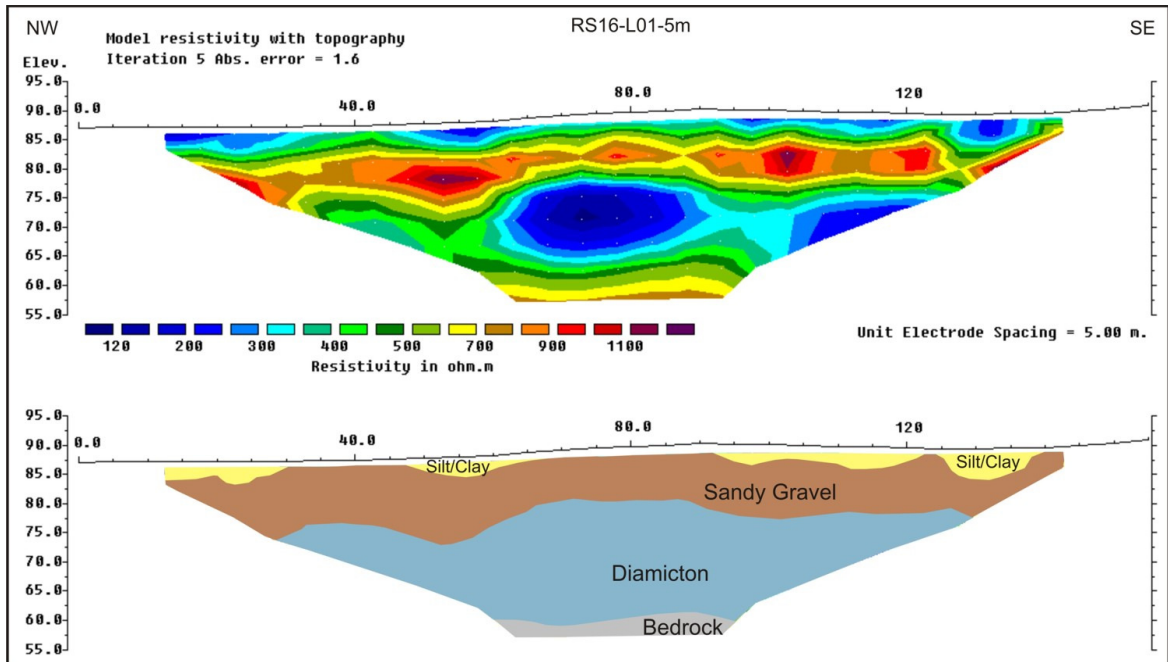 NW
RS16-L01-5m
SE
Model resistivity with topography
Iteration 5 Abs. error = 1.6
Elev.
95.0
90.0
85.0
80.0
75.0
70.0
65.0
60.0
55.0
0.0 40.0 80.0 120
120 200 300 400 500 700 900 1100
Resistivity in ohm.m
Unit Electrode Spacing = 5.00 m.
95.0
90.0
85.0
80.0
75.0
70.0
65.0
60.0
55.0
0.0 40.0 80.0 120
Silt/Clay
Silt/Clay
Sandy Gravel
Diamicton
Bedrock